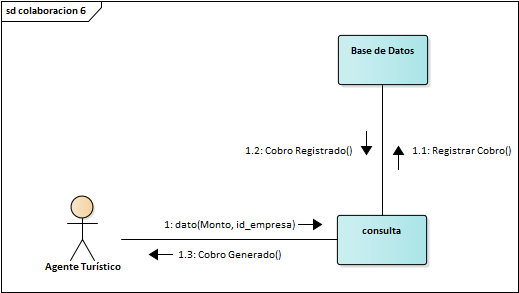 sd colaboracion 6
Base de Datos
1.2: Cobro Registrado()
1.1: Registrar Cobro()
1: dato(Monto, id_empresa)
consulta
1.3: Cobro Generado()
Agente Turístico